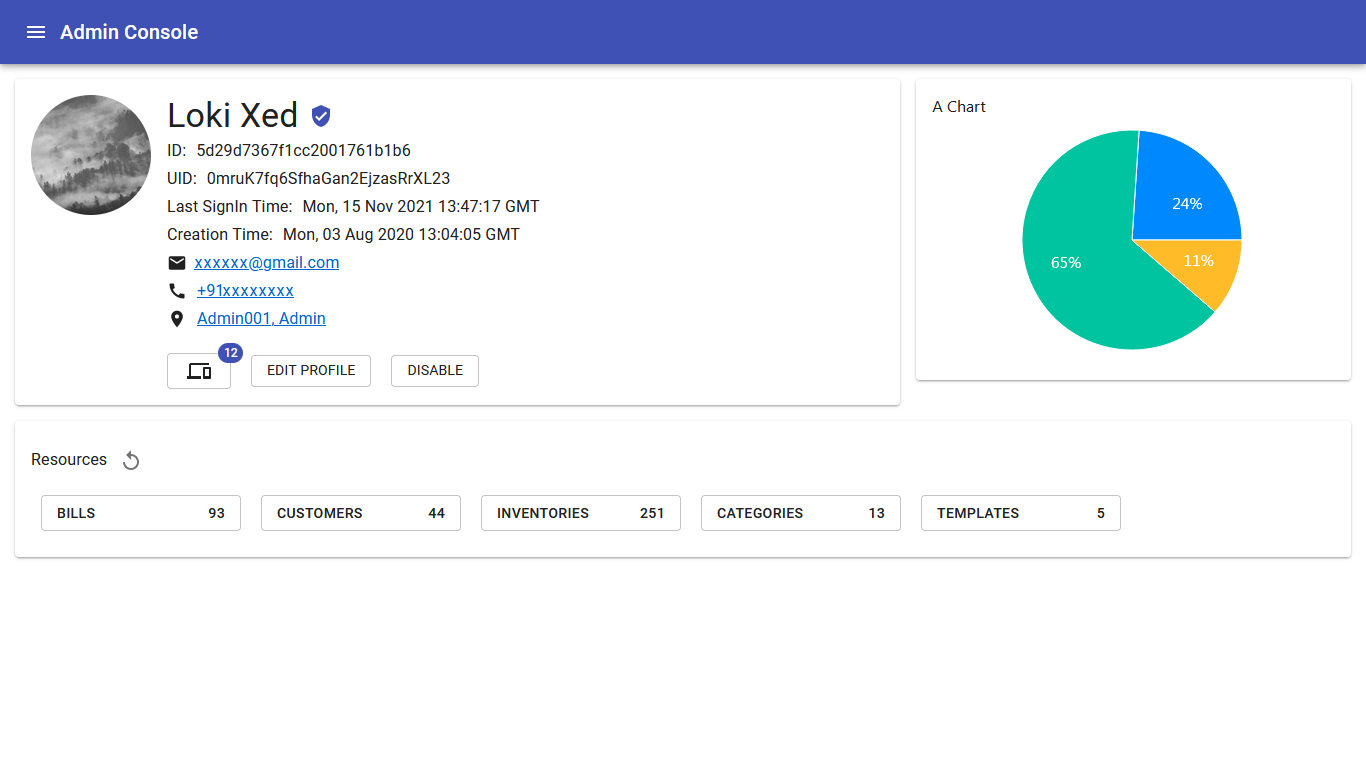 Admin Console
Loki Xed
ID: 5d29d7367f1cc2001761b1b6
UID: 0mruK7fq6SfhaGan2EjzasRrXL23
Last SignIn Time: Mon, 15 Nov 2021 13:47:17 GMT
Creation Time: Mon, 03 Aug 2020 13:04:05 GMT
xxxxxx@gmail.com
+91xxxxxxxx
Admin001, Admin
12
EDIT PROFILE
DISABLE
A Chart
24%
65%
11%
Resources
BILLS 93
CUSTOMERS 44
INVENTORIES 251
CATEGORIES 13
TEMPLATES 5